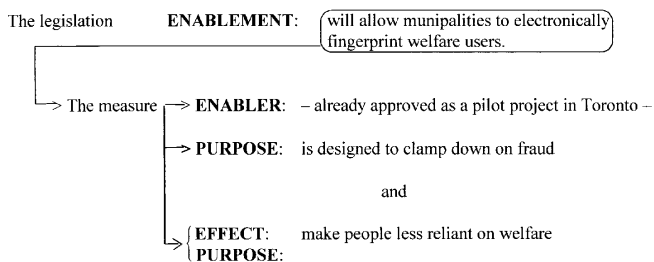 The legislation ENABLEMENT: will allow munipalities to electronically
fingerprint welfare users.
The measure ENABLER: – already approved as a pilot project in Toronto –
PURPOSE: is designed to clamp down on fraud
and
EFFECT: make people less reliant on welfare
PURPOSE: